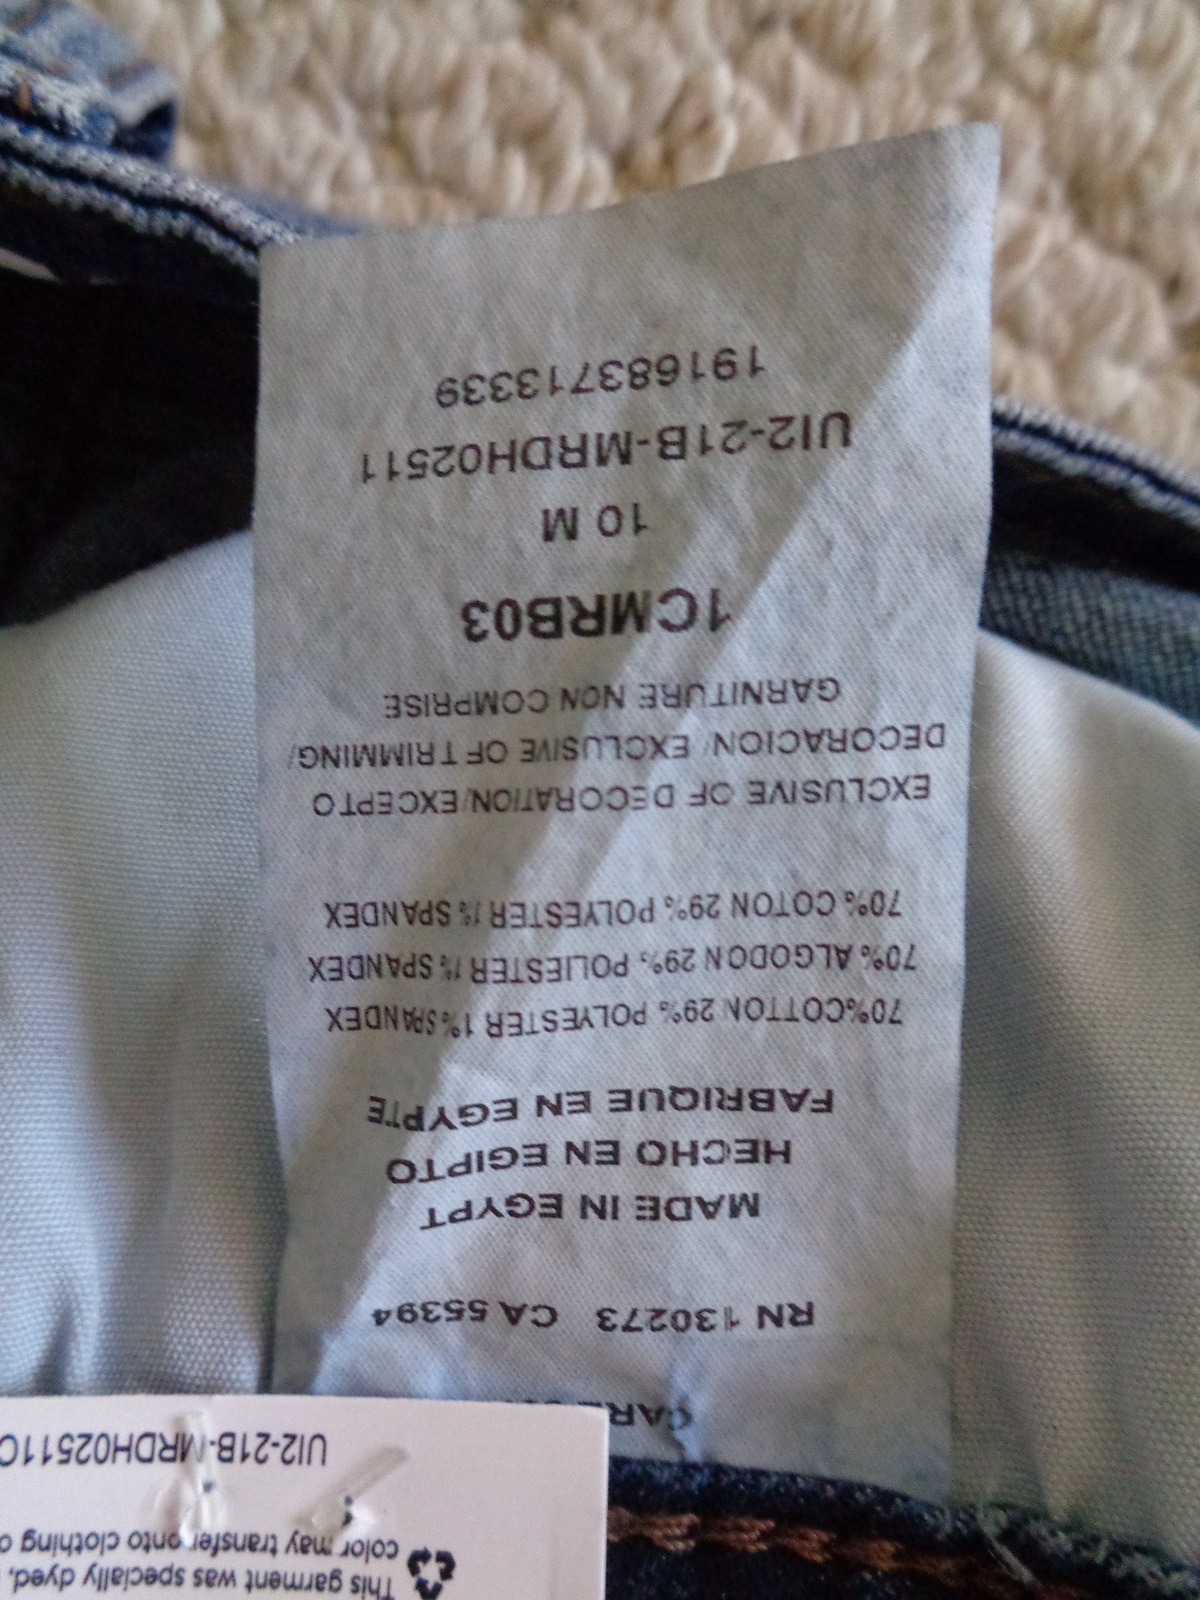 This garment was specially dyed,
color may transfer onto clothing
UI2-21B-MRDH02511
RN 130273 CA 55394
MADE IN EGYPT
HECHO EN EGIPTO
FABRIQUE EN EGYPTE
70%COTTON 29% POLYESTER 1%SPANDEX
70% ALGODON 29% POLIESTER 1% SPANDEX
70% COTON 29% POLYESTER 1% SPANDEX
EXCLUSIVE OF DECORATION/EXCEPTO
DECORACION/ EXCLUSIVE OF TRIMMING/
GARNITURE NON COMPRISE
1CMRB03
10 M
UI2-21B-MRDH02511
191683713339